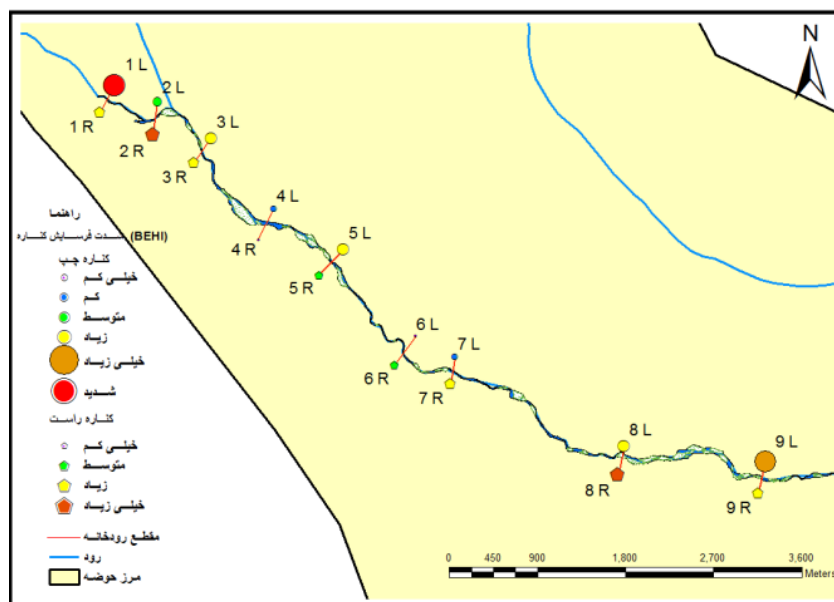 N
1 L
2 L
1 R
2 R
3 L
3 R
4 L
4 R
5 L
5 R
6 L
6 R
7 L
7 R
8 L
8 R
9 L
9 R
راهنما
شدت فرسایش کناره (BEHI)
کناره چپ
خیلی کم
کم
متوسط
زیاد
خیلی زیاد
شدید
کناره راست
خیلی کم
متوسط
زیاد
خیلی زیاد
مقطع رودخانه
رود
مرز حوضه
0 450 900 1,800 2,700 3,600
Meters